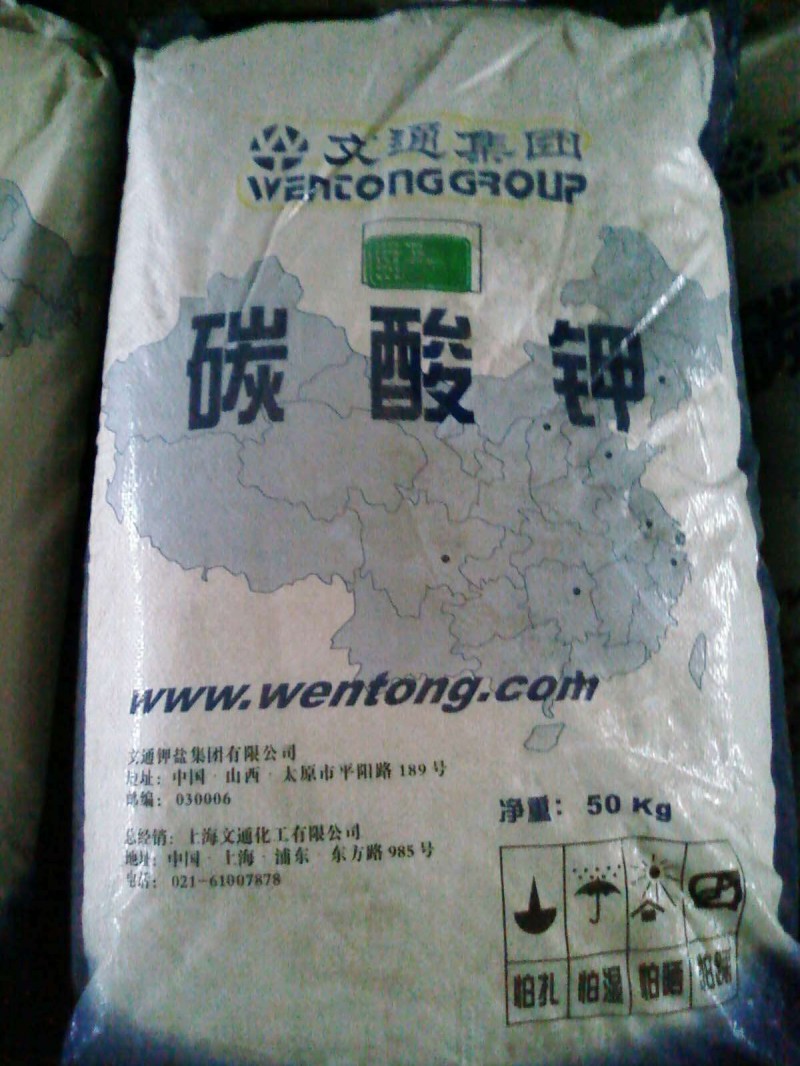 文通集团
WENTONGGROUP
碳酸钾
www.wentong.com
文通钾盐集团有限公司
地址：中国·山西·太原市平阳路189号
邮编：030006
总经销：上海文通化工有限公司
地址：中国·上海·浦东·东方路985号
电话：021-61007878
净重：50 Kg
怕扎 怕湿 怕晒